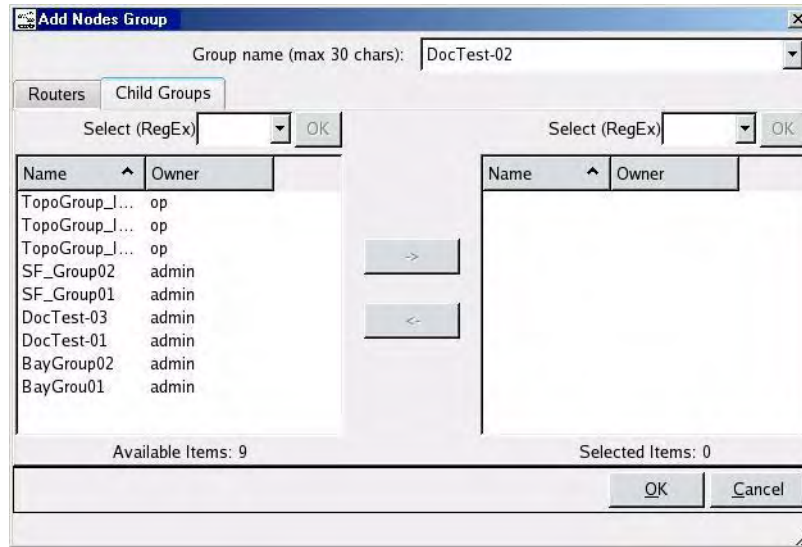 Add Nodes Group
Group name (max 30 chars): DocTest-02
Routers Child Groups
Select (RegEx) OK Select (RegEx) OK
Name Owner Name Owner
TopoGroup_I... op
TopoGroup_I... op
TopoGroup_I... op
SF_Group02 admin
SF_Group01 admin
DocTest-03 admin
DocTest-01 admin
BayGroup02 admin
BayGrou01 admin
->
<-
Available Items: 9 Selected Items: 0
OK Cancel